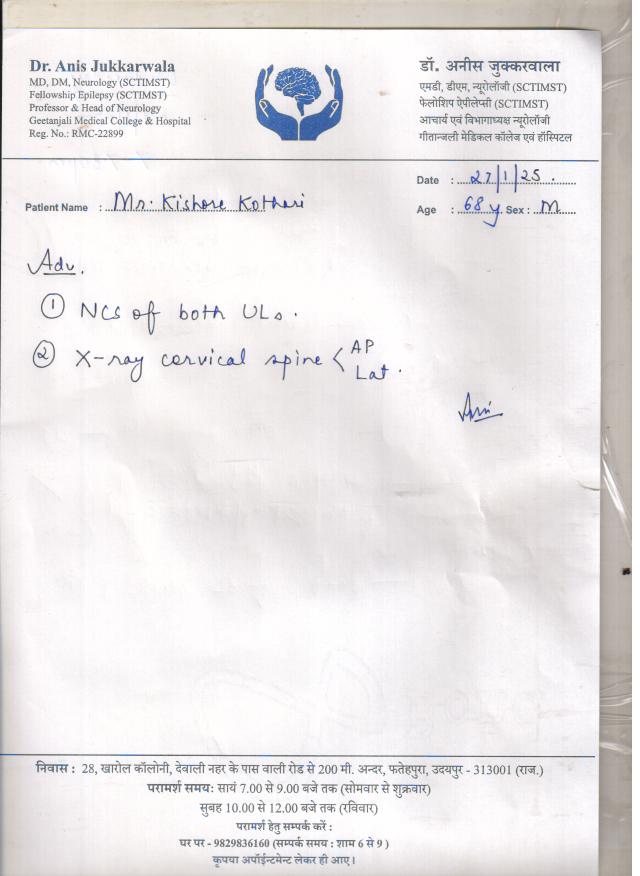 Dr. Anis Jukkarwala
MD, DM, Neurology (SCTIMST)
Fellowship Epilepsy (SCTIMST)
Professor & Head of Neurology
Geetanjali Medical College & Hospital
Reg. No.: RMC-22899
डॉ. अनीस जुक्करवाला
एमडी, डीएम, न्यूरोलॉजी (SCTIMST)
फेलोशिप ऐपीलेप्सी (SCTIMST)
आचार्य एवं विभागाध्यक्ष न्यूरोलॉजी
गीतान्जली मेडिकल कॉलेज एवं हॉस्पिटल
Date : 27/1/25.
Patient Name : Mr. Kishore Kothari
Age : 68 y Sex : M
Adv.
① NCS of both ULs.
② X-ray cervical spine < AP
Lat.
निवास : 28, खारोल कॉलोनी, देवाली नहर के पास वाली रोड से 200 मी. अन्दर, फतेहपुरा, उदयपुर - 313001 (राज.)
परामर्श समय: सायं 7.00 से 9.00 बजे तक (सोमवार से शुक्रवार)
सुबह 10.00 से 12.00 बजे तक (रविवार)
परामर्श हेतु सम्पर्क करें :
घर पर - 9829836160 (सम्पर्क समय : शाम 6 से 9 )
कृपया अपॉईन्टमेन्ट लेकर ही आए।